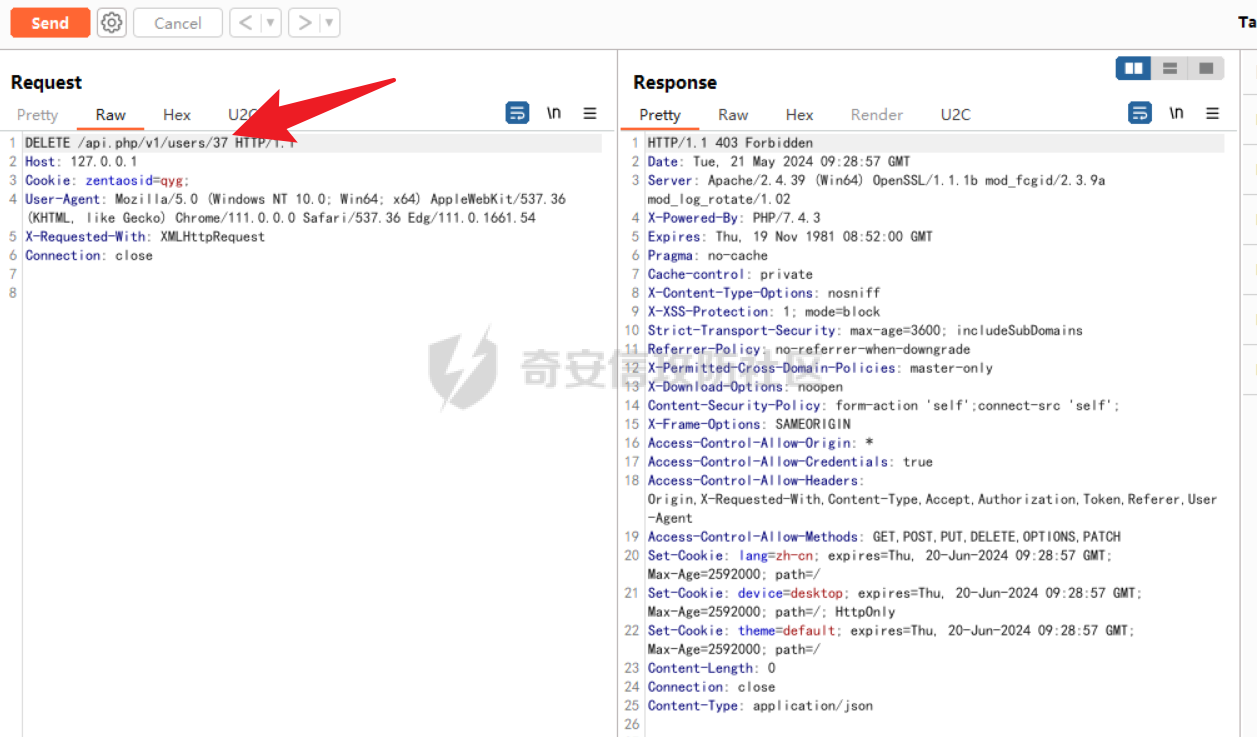 Send
Cancel
<
>
Ta
Request
Pretty Raw Hex U2C
\n
1 DELETE /api.php/v1/users/37 HTTP/1.1
2 Host: 127.0.0.1
3 Cookie: zentaosid=qyg;
4 User-Agent: Mozilla/5.0 (Windows NT 10.0; Win64; x64) AppleWebKit/537.36
(KHTML, like Gecko) Chrome/111.0.0.0 Safari/537.36 Edg/111.0.1661.54
5 X-Requested-With: XMLHttpRequest
6 Connection: close
7
8
Response
Pretty Raw Hex Render U2C
\n
1 HTTP/1.1 403 Forbidden
2 Date: Tue, 21 May 2024 09:28:57 GMT
3 Server: Apache/2.4.39 (Win64) OpenSSL/1.1.1b mod_fcgid/2.3.9a
mod_log_rotate/1.02
4 X-Powered-By: PHP/7.4.3
5 Expires: Thu, 19 Nov 1981 08:52:00 GMT
6 Pragma: no-cache
7 Cache-control: private
8 X-Content-Type-Options: nosniff
9 X-XSS-Protection: 1; mode=block
10 Strict-Transport-Security: max-age=3600; includeSubDomains
11 Referrer-Policy: no-referrer-when-downgrade
12 X-Permitted-Cross-Domain-Policies: master-only
13 X-Download-Options: noopen
14 Content-Security-Policy: form-action 'self';connect-src 'self';
15 X-Frame-Options: SAMEORIGIN
16 Access-Control-Allow-Origin: *
17 Access-Control-Allow-Credentials: true
18 Access-Control-Allow-Headers:
Origin,X-Requested-With,Content-Type,Accept,Authorization,Token,Referer,User
-Agent
19 Access-Control-Allow-Methods: GET,POST,PUT,DELETE,OPTIONS,PATCH
20 Set-Cookie: lang=zh-cn; expires=Thu, 20-Jun-2024 09:28:57 GMT;
Max-Age=2592000; path=/
21 Set-Cookie: device=desktop; expires=Thu, 20-Jun-2024 09:28:57 GMT;
Max-Age=2592000; path=/; HttpOnly
22 Set-Cookie: theme=default; expires=Thu, 20-Jun-2024 09:28:57 GMT;
Max-Age=2592000; path=/
23 Content-Length: 0
24 Connection: close
25 Content-Type: application/json
26
奇安信攻防社区